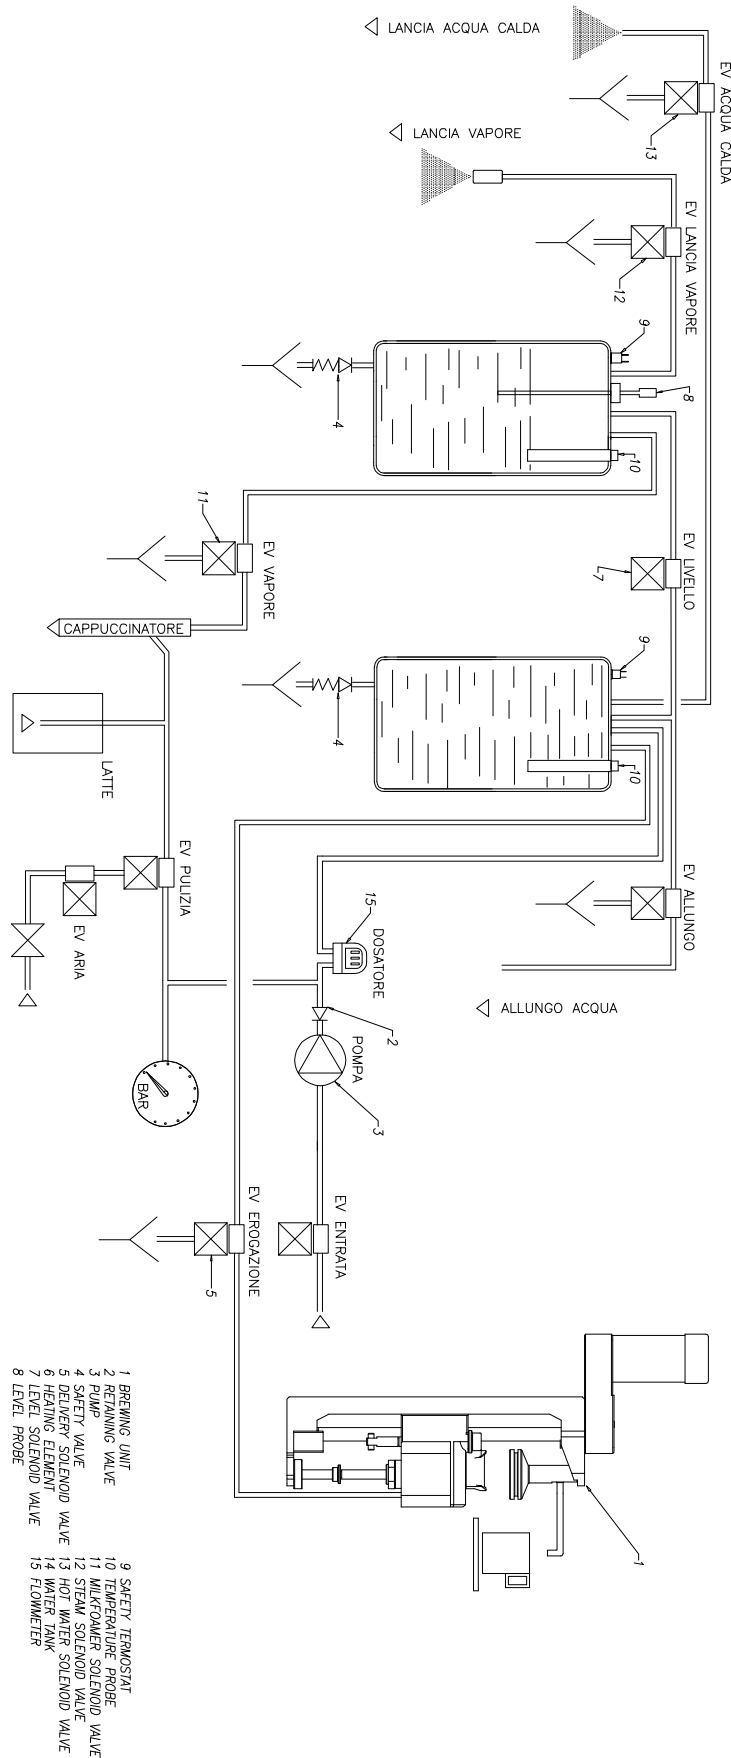 LANCIA ACQUA CALDA
EV ACQUA CALDA
13
LANCIA VAPORE
EV LANCIA VAPORE
12
9
8
4
10
11
EV VAPORE
EV LIVELLO
7
CAPPUCCINATORE
9
4
10
LATTE
EV PULIZIA
EV ARIA
15
DOSATORE
EV ALLUNGO
ALLUNGO ACQUA
2
POMPA
3
BAR
EV EROGAZIONE
5
EV ENTRATA
1
1 BREWING UNIT
2 RETAINING VALVE
3 PUMP
4 SAFETY VALVE
5 DELIVERY SOLENOID VALVE
6 HEATING ELEMENT
7 LEVEL SOLENOID VALVE
8 LEVEL PROBE
9 SAFETY TERMOSTAT
10 TEMPERATURE PROBE
11 MILKFOAMER SOLENOID VALVE
12 STEAM SOLENOID VALVE
13 HOT WATER SOLENOID VALVE
14 WATER TANK
15 FLOWMETER